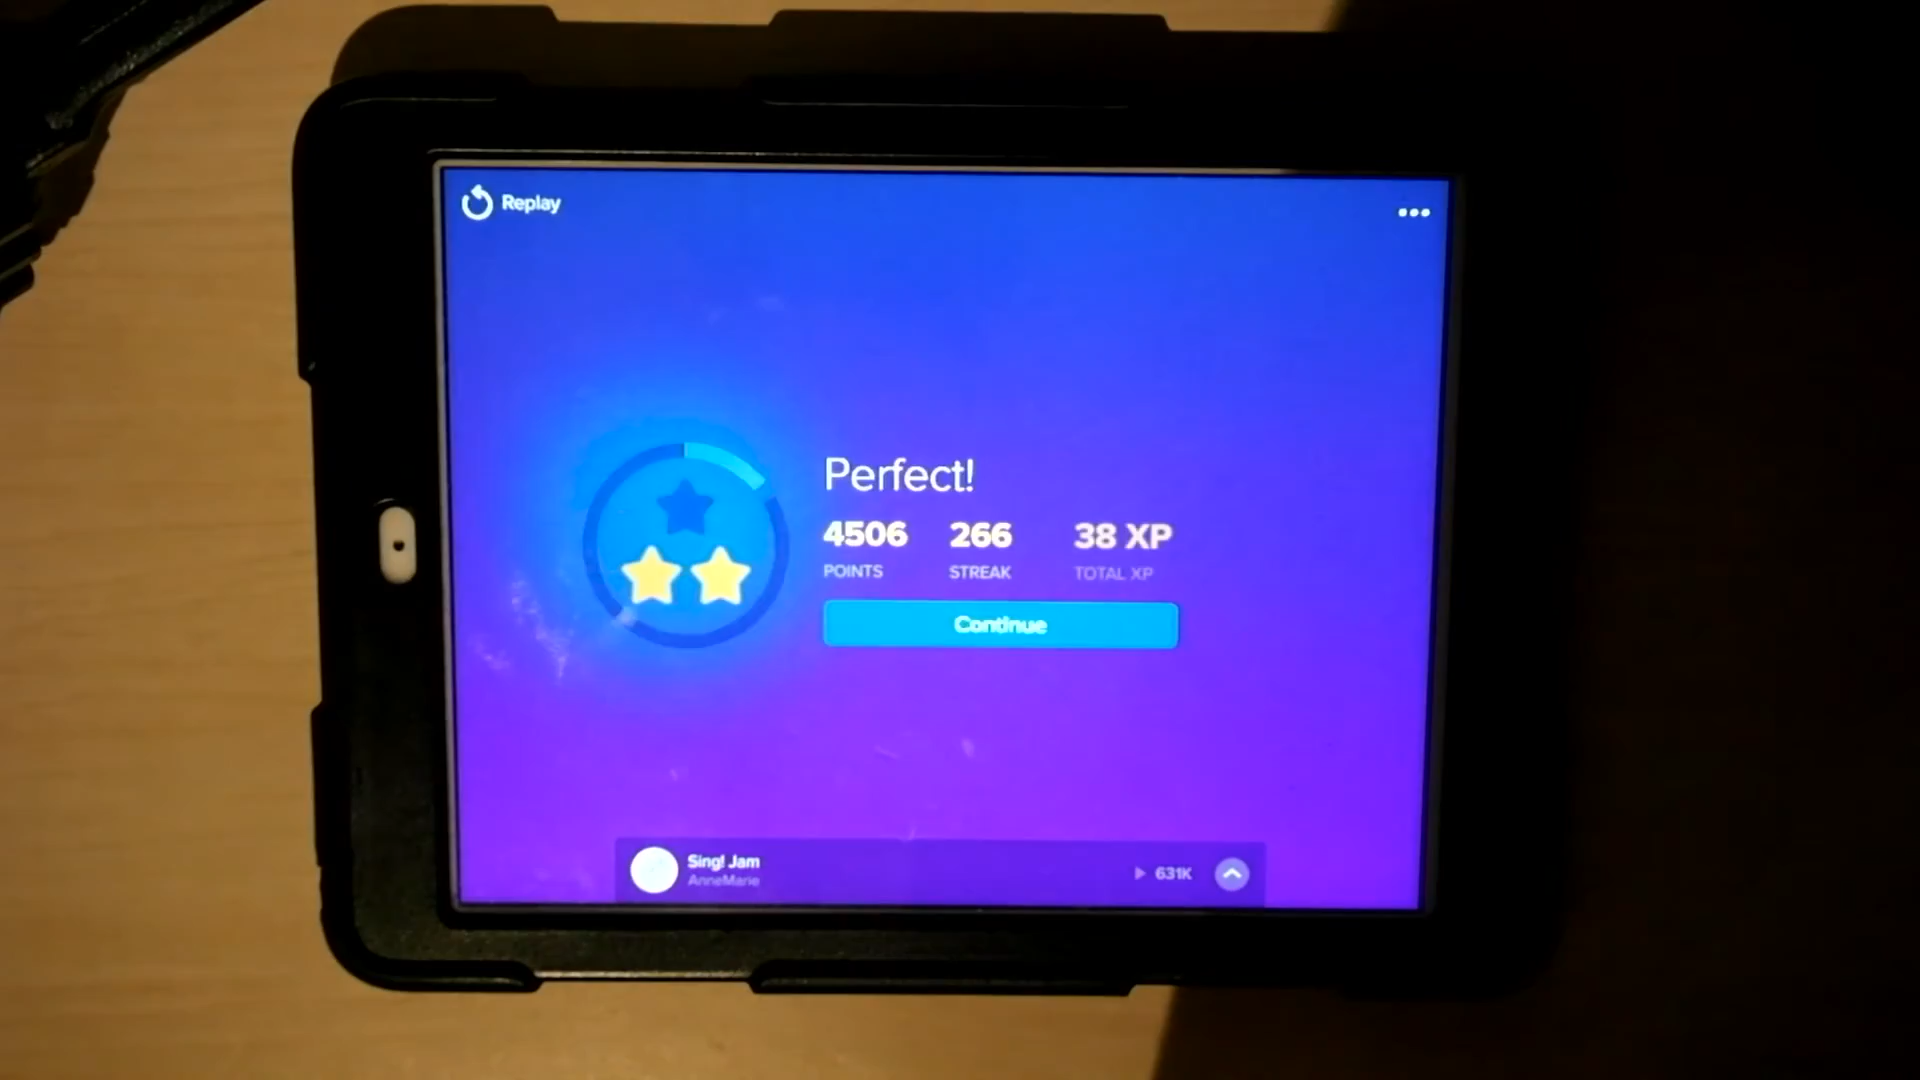 Replay
Perfect!
4506 266 38 XP
POINTS STREAK TOTAL XP
Continue
Sing! Jam
AnneMarie
631K